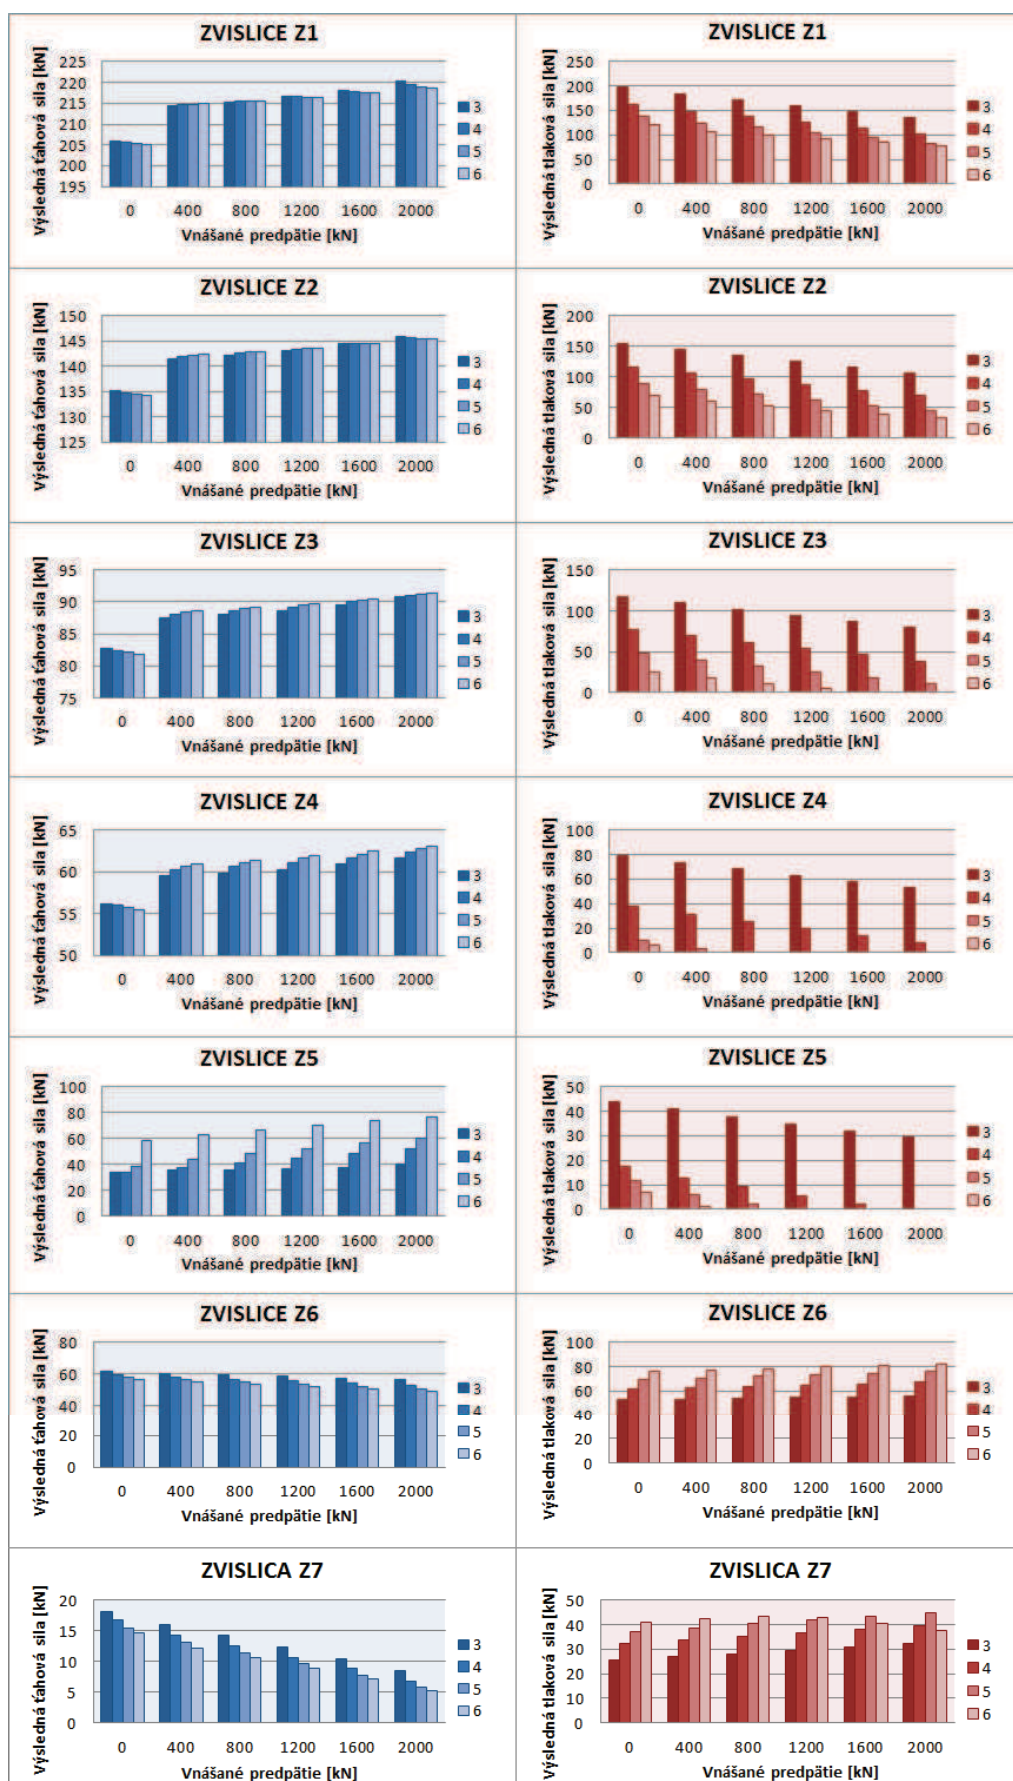 ZVISLICE Z1
Výsledná ťahová sila [kN]
225
220
215
210
205
200
195
0 400 800 1200 1600 2000
Vnášané predpätie [kN]
3
4
5
6
ZVISLICE Z1
Výsledná tlaková sila [kN]
250
200
150
100
50
0
0 400 800 1200 1600 2000
Vnášané predpätie [kN]
3
4
5
6
ZVISLICE Z2
Výsledná ťahová sila [kN]
150
145
140
135
130
125
0 400 800 1200 1600 2000
Vnášané predpätie [kN]
3
4
5
6
ZVISLICE Z2
Výsledná tlaková sila [kN]
200
150
100
50
0
0 400 800 1200 1600 2000
Vnášané predpätie [kN]
3
4
5
6
ZVISLICE Z3
Výsledná ťahová sila [kN]
95
90
85
80
75
0 400 800 1200 1600 2000
Vnášané predpätie [kN]
3
4
5
6
ZVISLICE Z3
Výsledná tlaková sila [kN]
150
100
50
0
0 400 800 1200 1600 2000
Vnášané predpätie [kN]
3
4
5
6
ZVISLICE Z4
Výsledná ťahová sila [kN]
65
60
55
50
0 400 800 1200 1600 2000
Vnášané predpätie [kN]
3
4
5
6
ZVISLICE Z4
Výsledná tlaková sila [kN]
100
80
60
40
20
0
0 400 800 1200 1600 2000
Vnášané predpätie [kN]
3
4
5
6
ZVISLICE Z5
Výsledná ťahová sila [kN]
100
80
60
40
20
0
0 400 800 1200 1600 2000
Vnášané predpätie [kN]
3
4
5
6
ZVISLICE Z5
Výsledná tlaková sila [kN]
50
40
30
20
10
0
0 400 800 1200 1600 2000
Vnášané predpätie [kN]
3
4
5
6
ZVISLICE Z6
Výsledná ťahová sila [kN]
80
60
40
20
0
0 400 800 1200 1600 2000
Vnášané predpätie [kN]
3
4
5
6
ZVISLICE Z6
Výsledná tlaková sila [kN]
100
80
60
40
20
0
0 400 800 1200 1600 2000
Vnášané predpätie [kN]
3
4
5
6
ZVISLICA Z7
Výsledná ťahová sila [kN]
20
15
10
5
0
0 400 800 1200 1600 2000
Vnášané predpätie [kN]
3
4
5
6
ZVISLICA Z7
Výsledná tlaková sila [kN]
50
40
30
20
10
0
0 400 800 1200 1600 2000
Vnášané predpätie [kN]
3
4
5
6